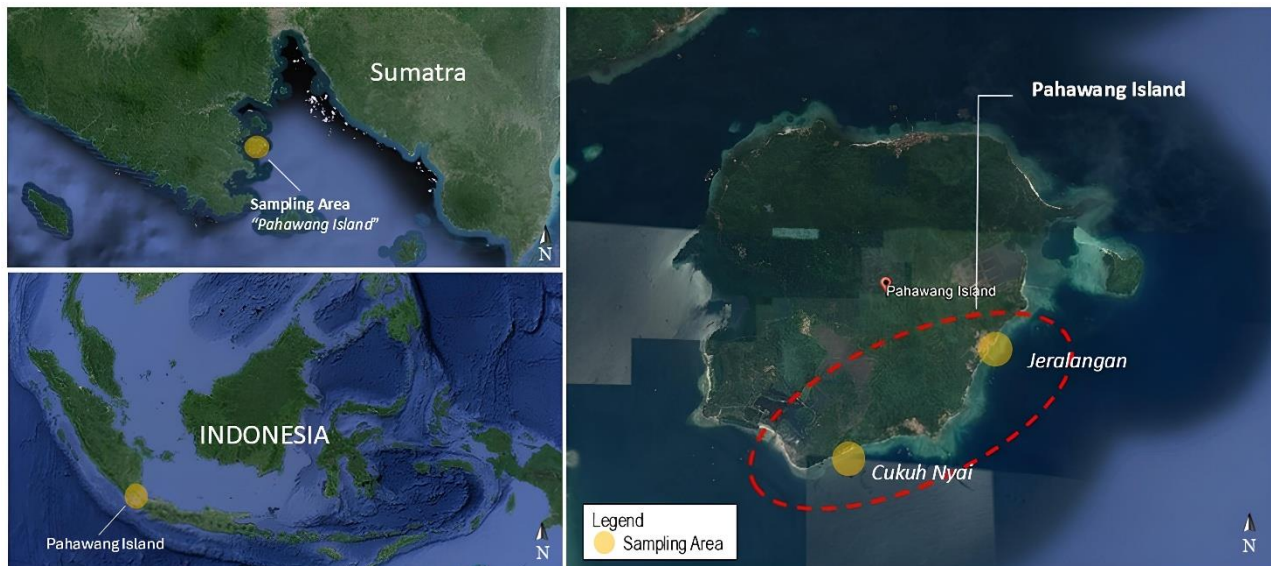 Sumatra
Sampling Area
“Pahawang Island”
N
INDONESIA
Pahawang Island
N
Pahawang Island
Pahawang Island
Jeralangan
Cukuh Nyai
Legend
Sampling Area
N